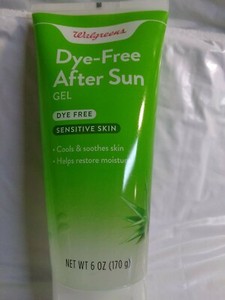 Walgreens
Dye-Free
After Sun
GEL
DYE FREE
SENSITIVE SKIN
• Cools & soothes skin
• Helps restore moisture
NET WT 6 OZ (170 g)